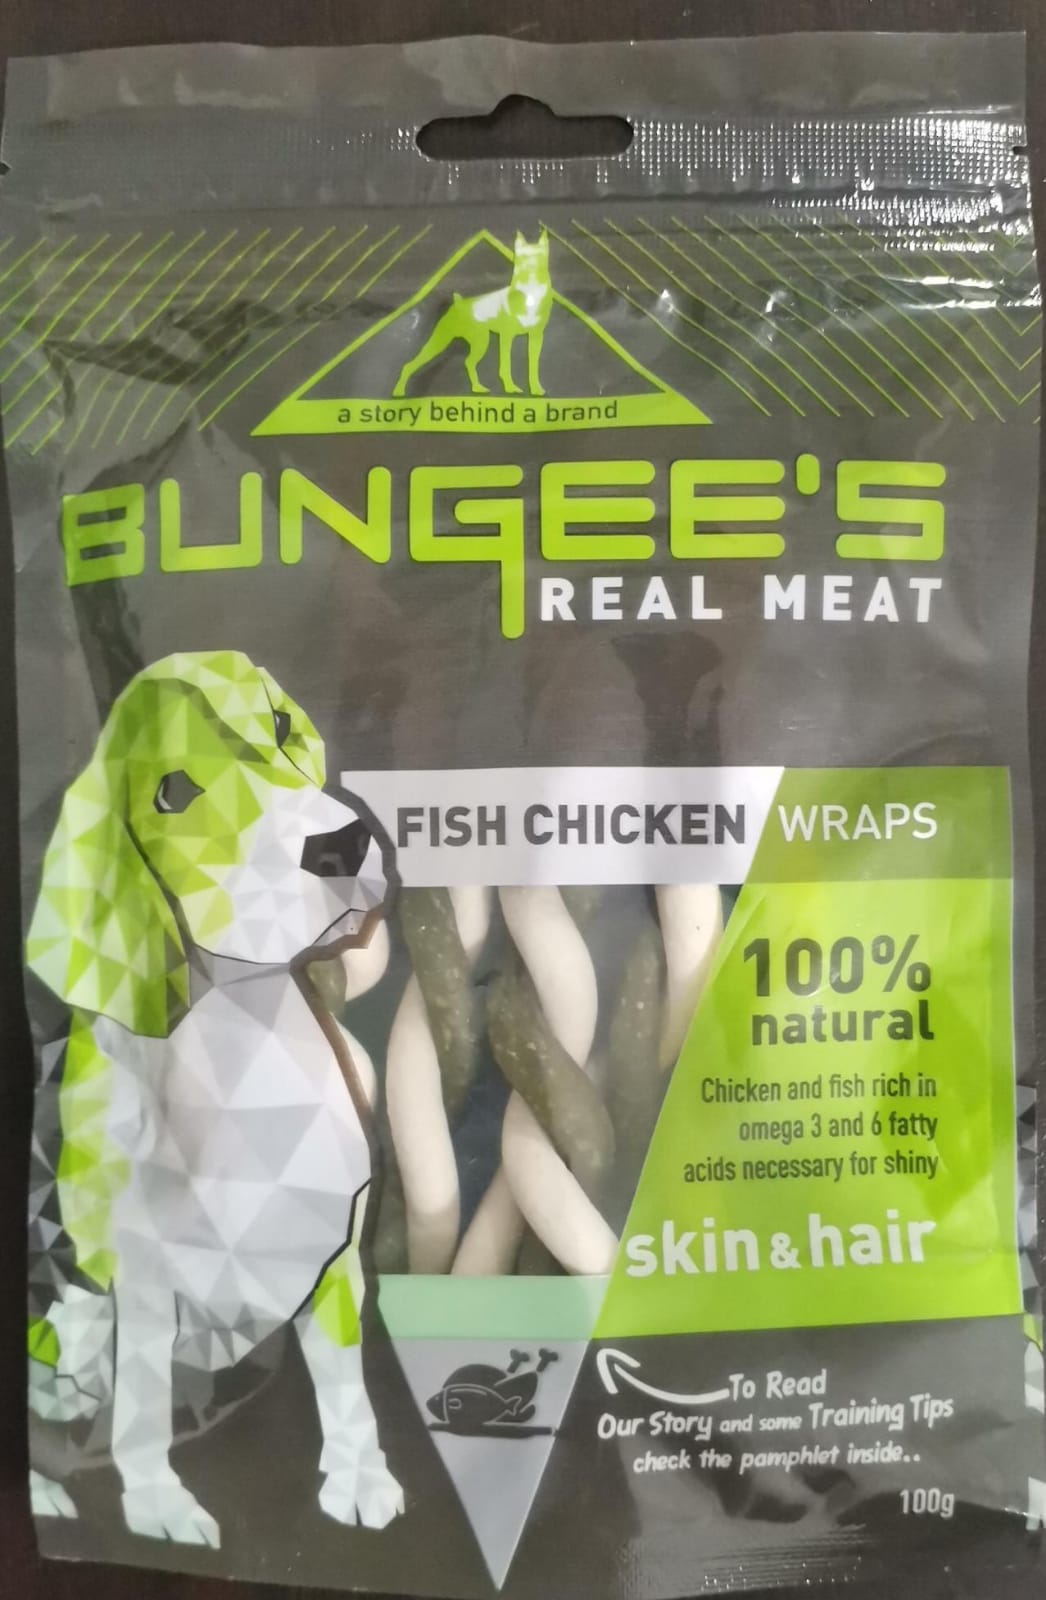 a story behind a brand
BUNGEE'S
REAL MEAT
FISH CHICKEN WRAPS
100%
natural
Chicken and fish rich in
omega 3 and 6 fatty
acids necessary for shiny
skin & hair
To Read
Our Story and some Training Tips
check the pamphlet inside..
100g